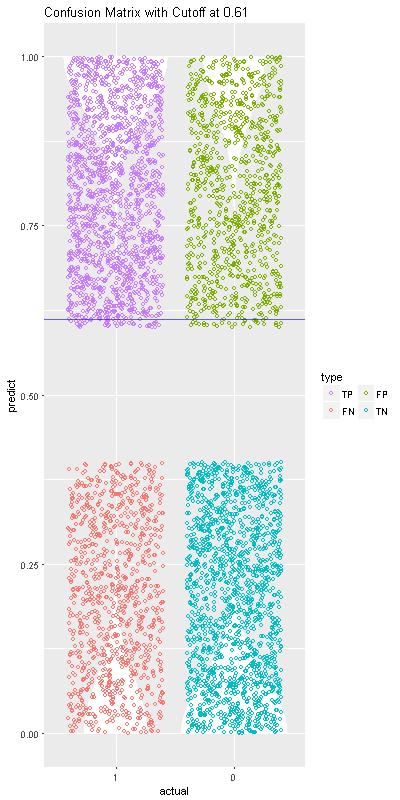 Confusion Matrix with Cutoff at 0.61
1.00
0.75
0.50
0.25
0.00
predict
1 0
actual
type
TP FP
FN TN